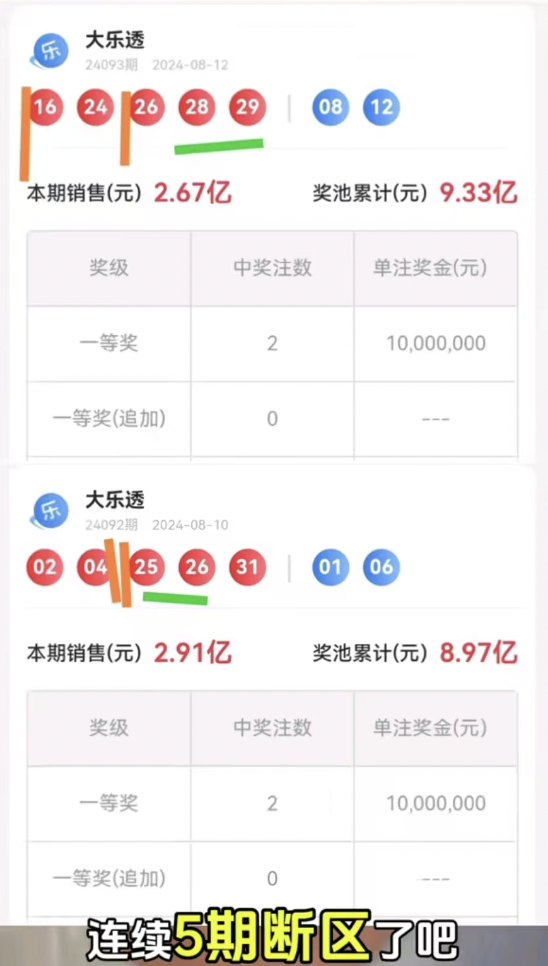 大乐透
24093期 2024-08-12
乐
16 24 26 28 29 08 12
本期销售(元) 2.67亿 奖池累计(元) 9.33亿
奖级 中奖注数 单注奖金(元)
一等奖 2 10,000,000
一等奖(追加) 0 ---
大乐透
24092期 2024-08-10
乐
02 04 25 26 31 01 06
本期销售(元) 2.91亿 奖池累计(元) 8.97亿
奖级 中奖注数 单注奖金(元)
一等奖 2 10,000,000
一等奖(追加) 0 ---
连续5期断区了吧